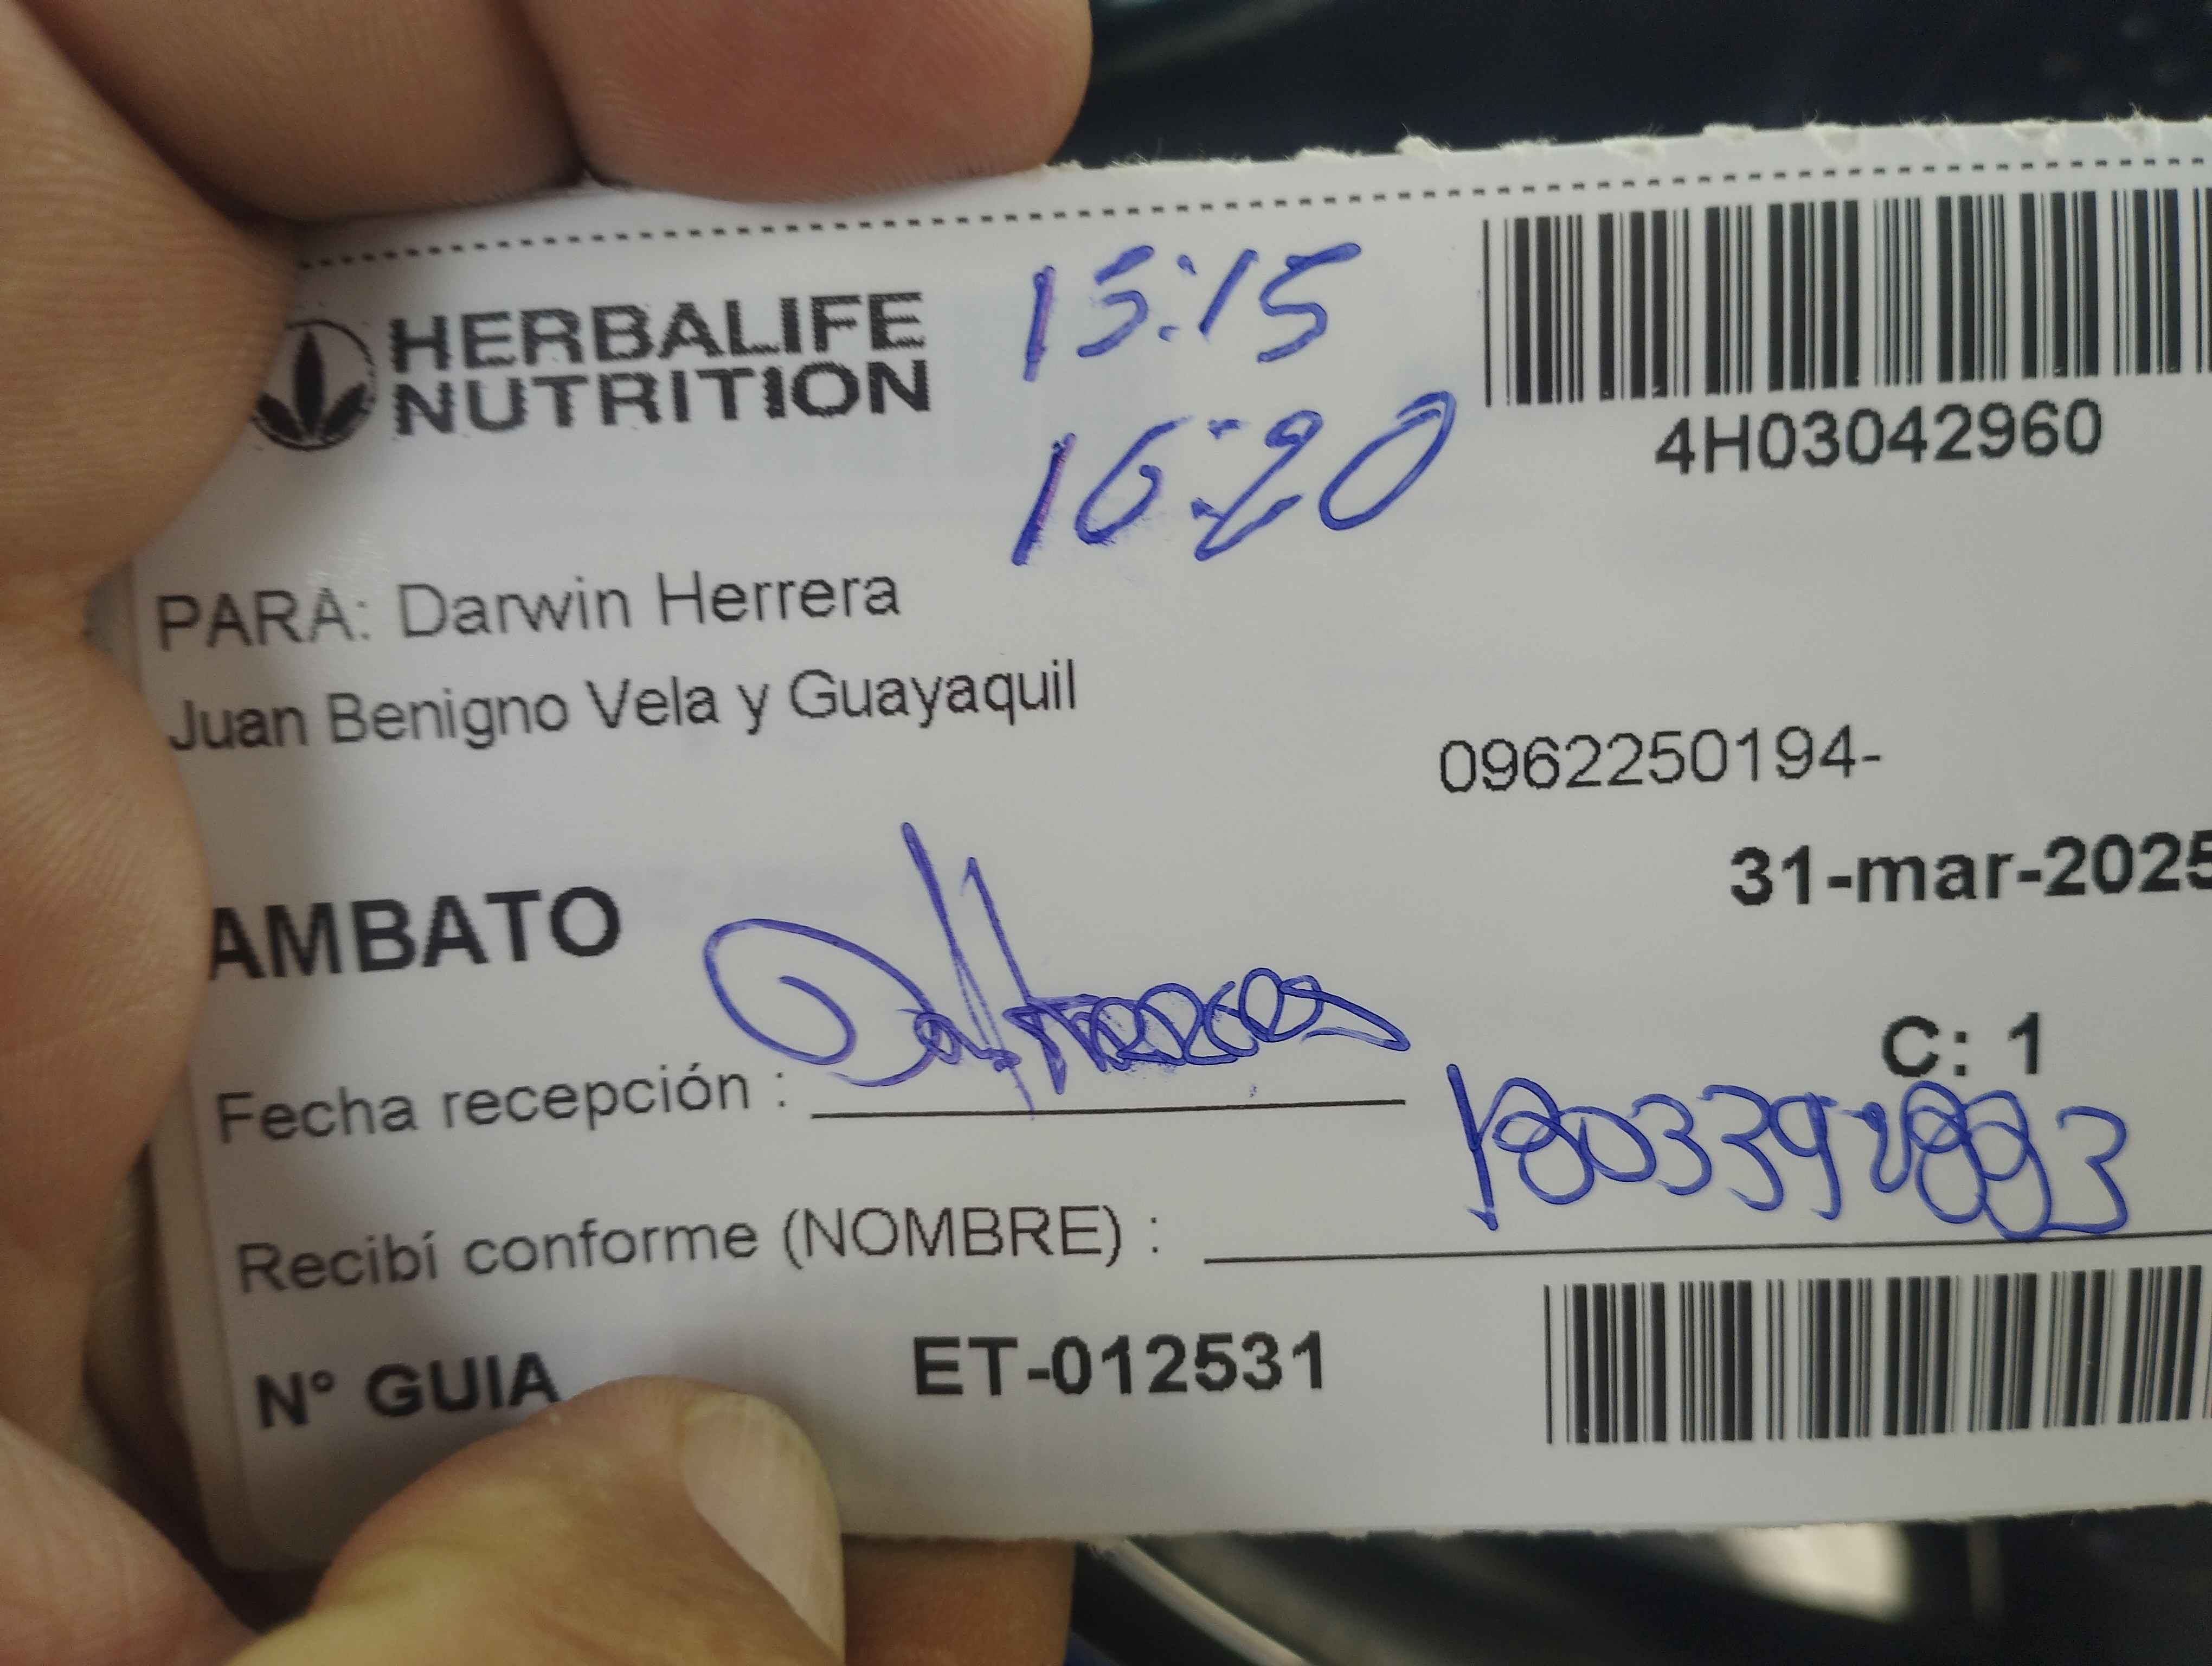 HERBALIFE
NUTRITION
15:15
16:20
4H03042960
PARA: Darwin Herrera
Juan Benigno Vela y Guayaquil
0962250194-
31-mar-2025
AMBATO
C: 1
Fecha recepción :
Recibí conforme (NOMBRE) :
N° GUIA ET-012531